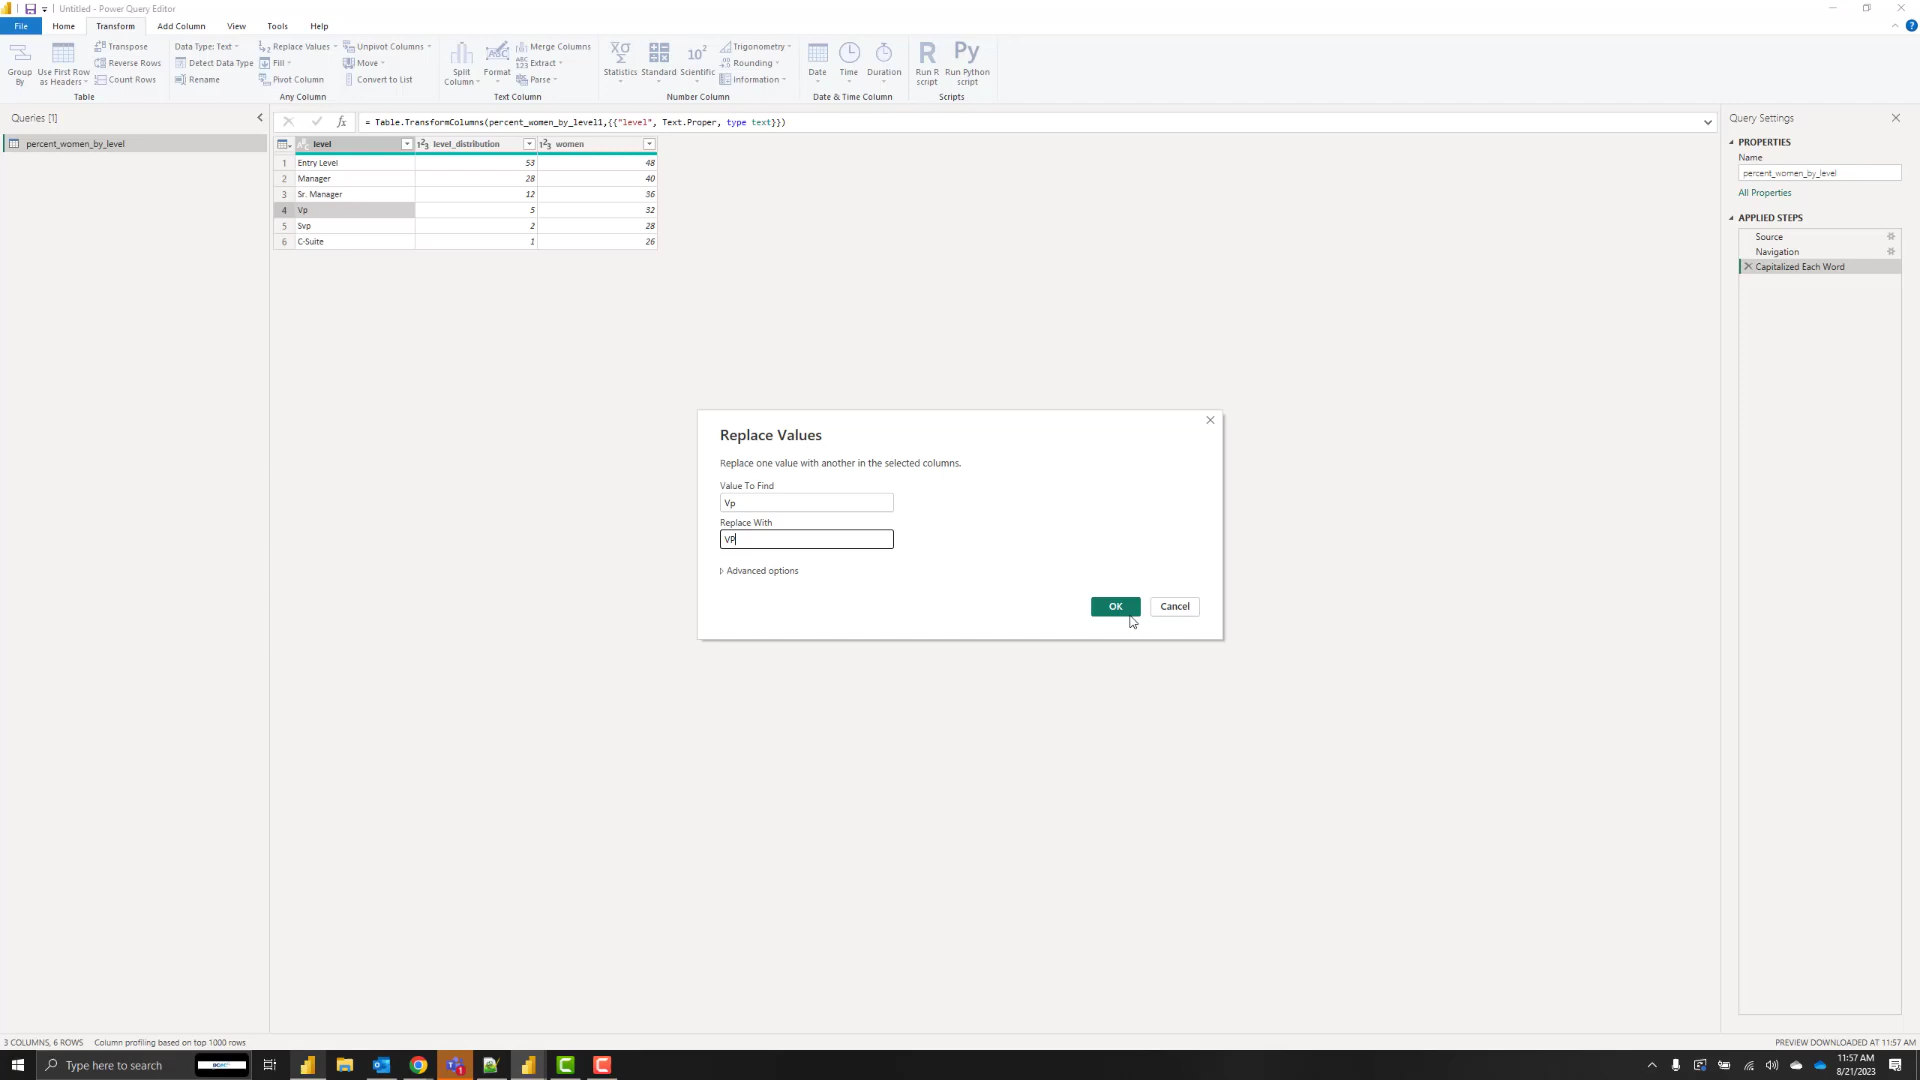 Untitled - Power Query Editor
File Home Transform Add Column View Tools Help
Group By
Use First Row as Headers
Transpose
Reverse Rows
Count Rows
Table
Data Type: Text
Detect Data Type
Rename
Replace Values
Fill
Pivot Column
Unpivot Columns
Move
Convert to List
Any Column
Split Column
Format
ABC
Merge Columns
ABC 123 Extract
Parse
Text Column
Χσ
Statistics
Standard
10²
Scientific
Trigonometry
Rounding
Information
Number Column
Date
Time
Duration
Date & Time Column
R
Run R script
Py
Run Python script
Scripts
Queries [1]
percent_women_by_level
fx = Table.TransformColumns(percent_women_by_level1,{{"level", Text.Proper, type text}})
level 1²3 level_distribution 1²3 women
1 Entry Level 53 48
2 Manager 28 40
3 Sr. Manager 12 36
4 Vp 5 32
5 Svp 2 28
6 C-Suite 1 26
Replace Values
Replace one value with another in the selected columns.
Value To Find
Vp
Replace With
VP
Advanced options
OK Cancel
Query Settings
PROPERTIES
Name
percent_women_by_level
All Properties
APPLIED STEPS
Source
Navigation
Capitalized Each Word
3 COLUMNS, 6 ROWS Column profiling based on top 1000 rows
PREVIEW DOWNLOADED AT 11:57 AM
Type here to search
11:57 AM
8/21/2023